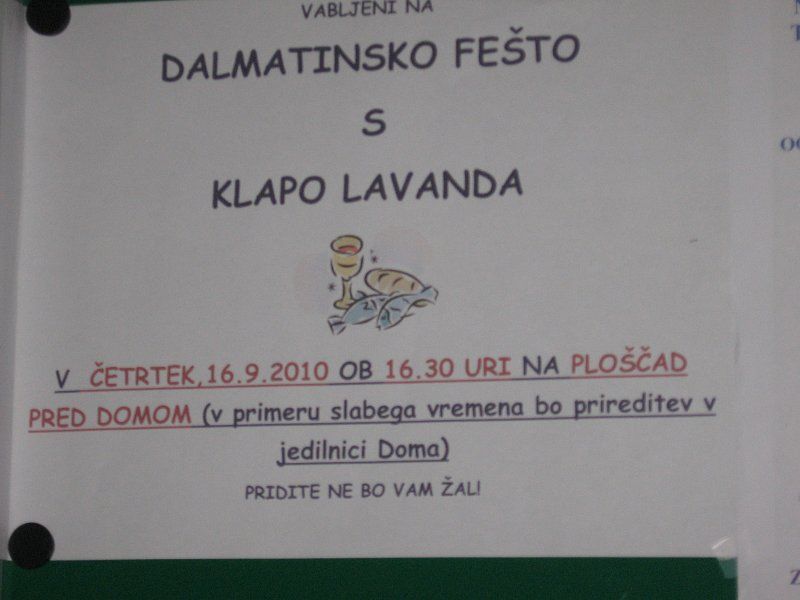 VABLJENI NA
DALMATINSKO FEŠTO
S
KLAPO LAVANDA
V ČETRTEK,16.9.2010 OB 16.30 URI NA PLOŠČAD
PRED DOMOM (v primeru slabega vremena bo prireditev v
jedilnici Doma)
PRIDITE NE BO VAM ŽAL!